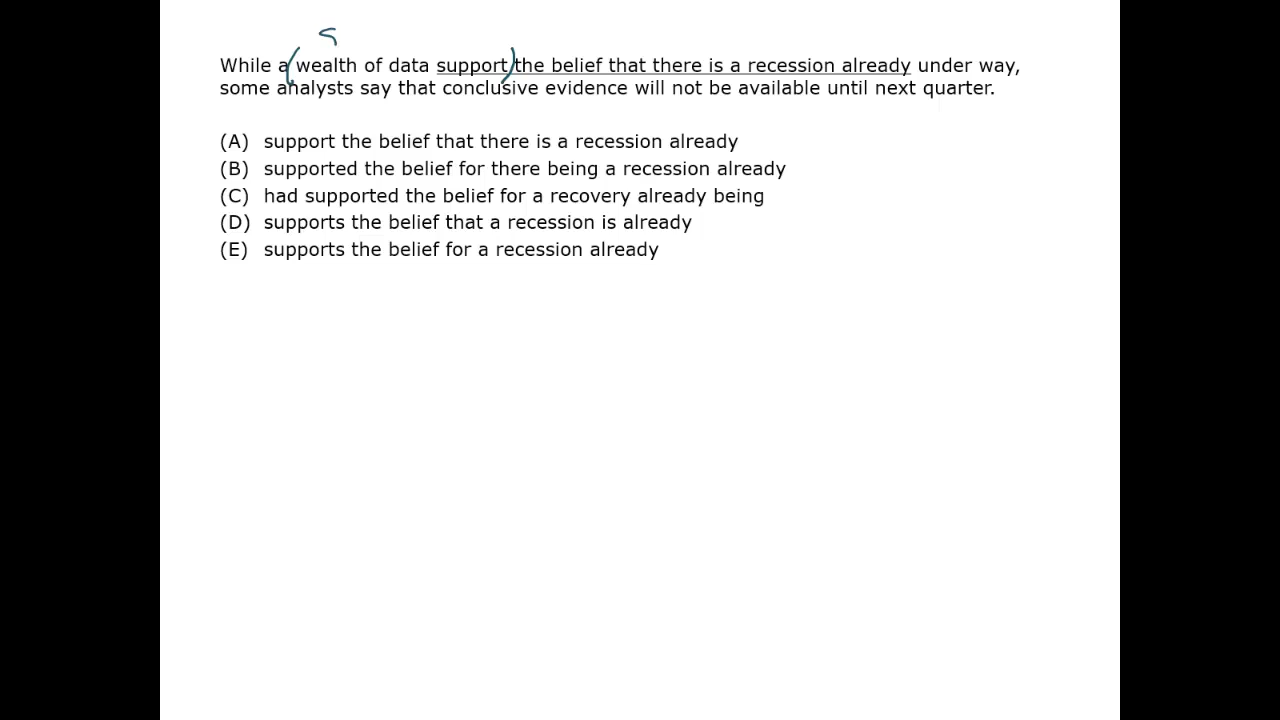 While a wealth of data support the belief that there is a recession already under way,
some analysts say that conclusive evidence will not be available until next quarter.
(A) support the belief that there is a recession already
(B) supported the belief for there being a recession already
(C) had supported the belief for a recovery already being
(D) supports the belief that a recession is already
(E) supports the belief for a recession already